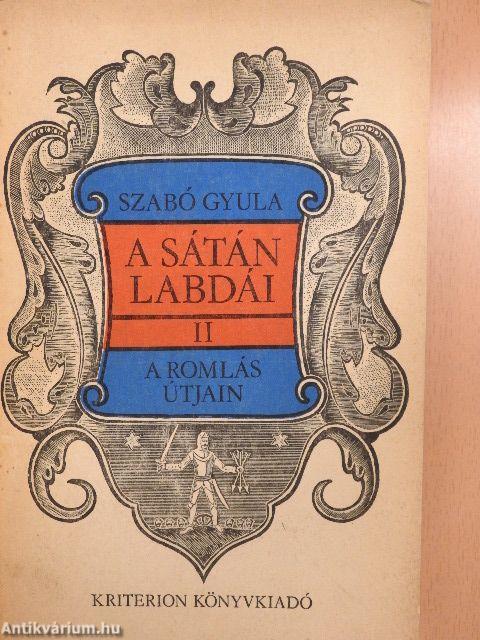 SZABÓ GYULA
A SÁTÁN
LABDÁI
II
A ROMLÁS
ÚTJAIN
KRITERION KÖNYVKIADÓ
Antikvárium.hu